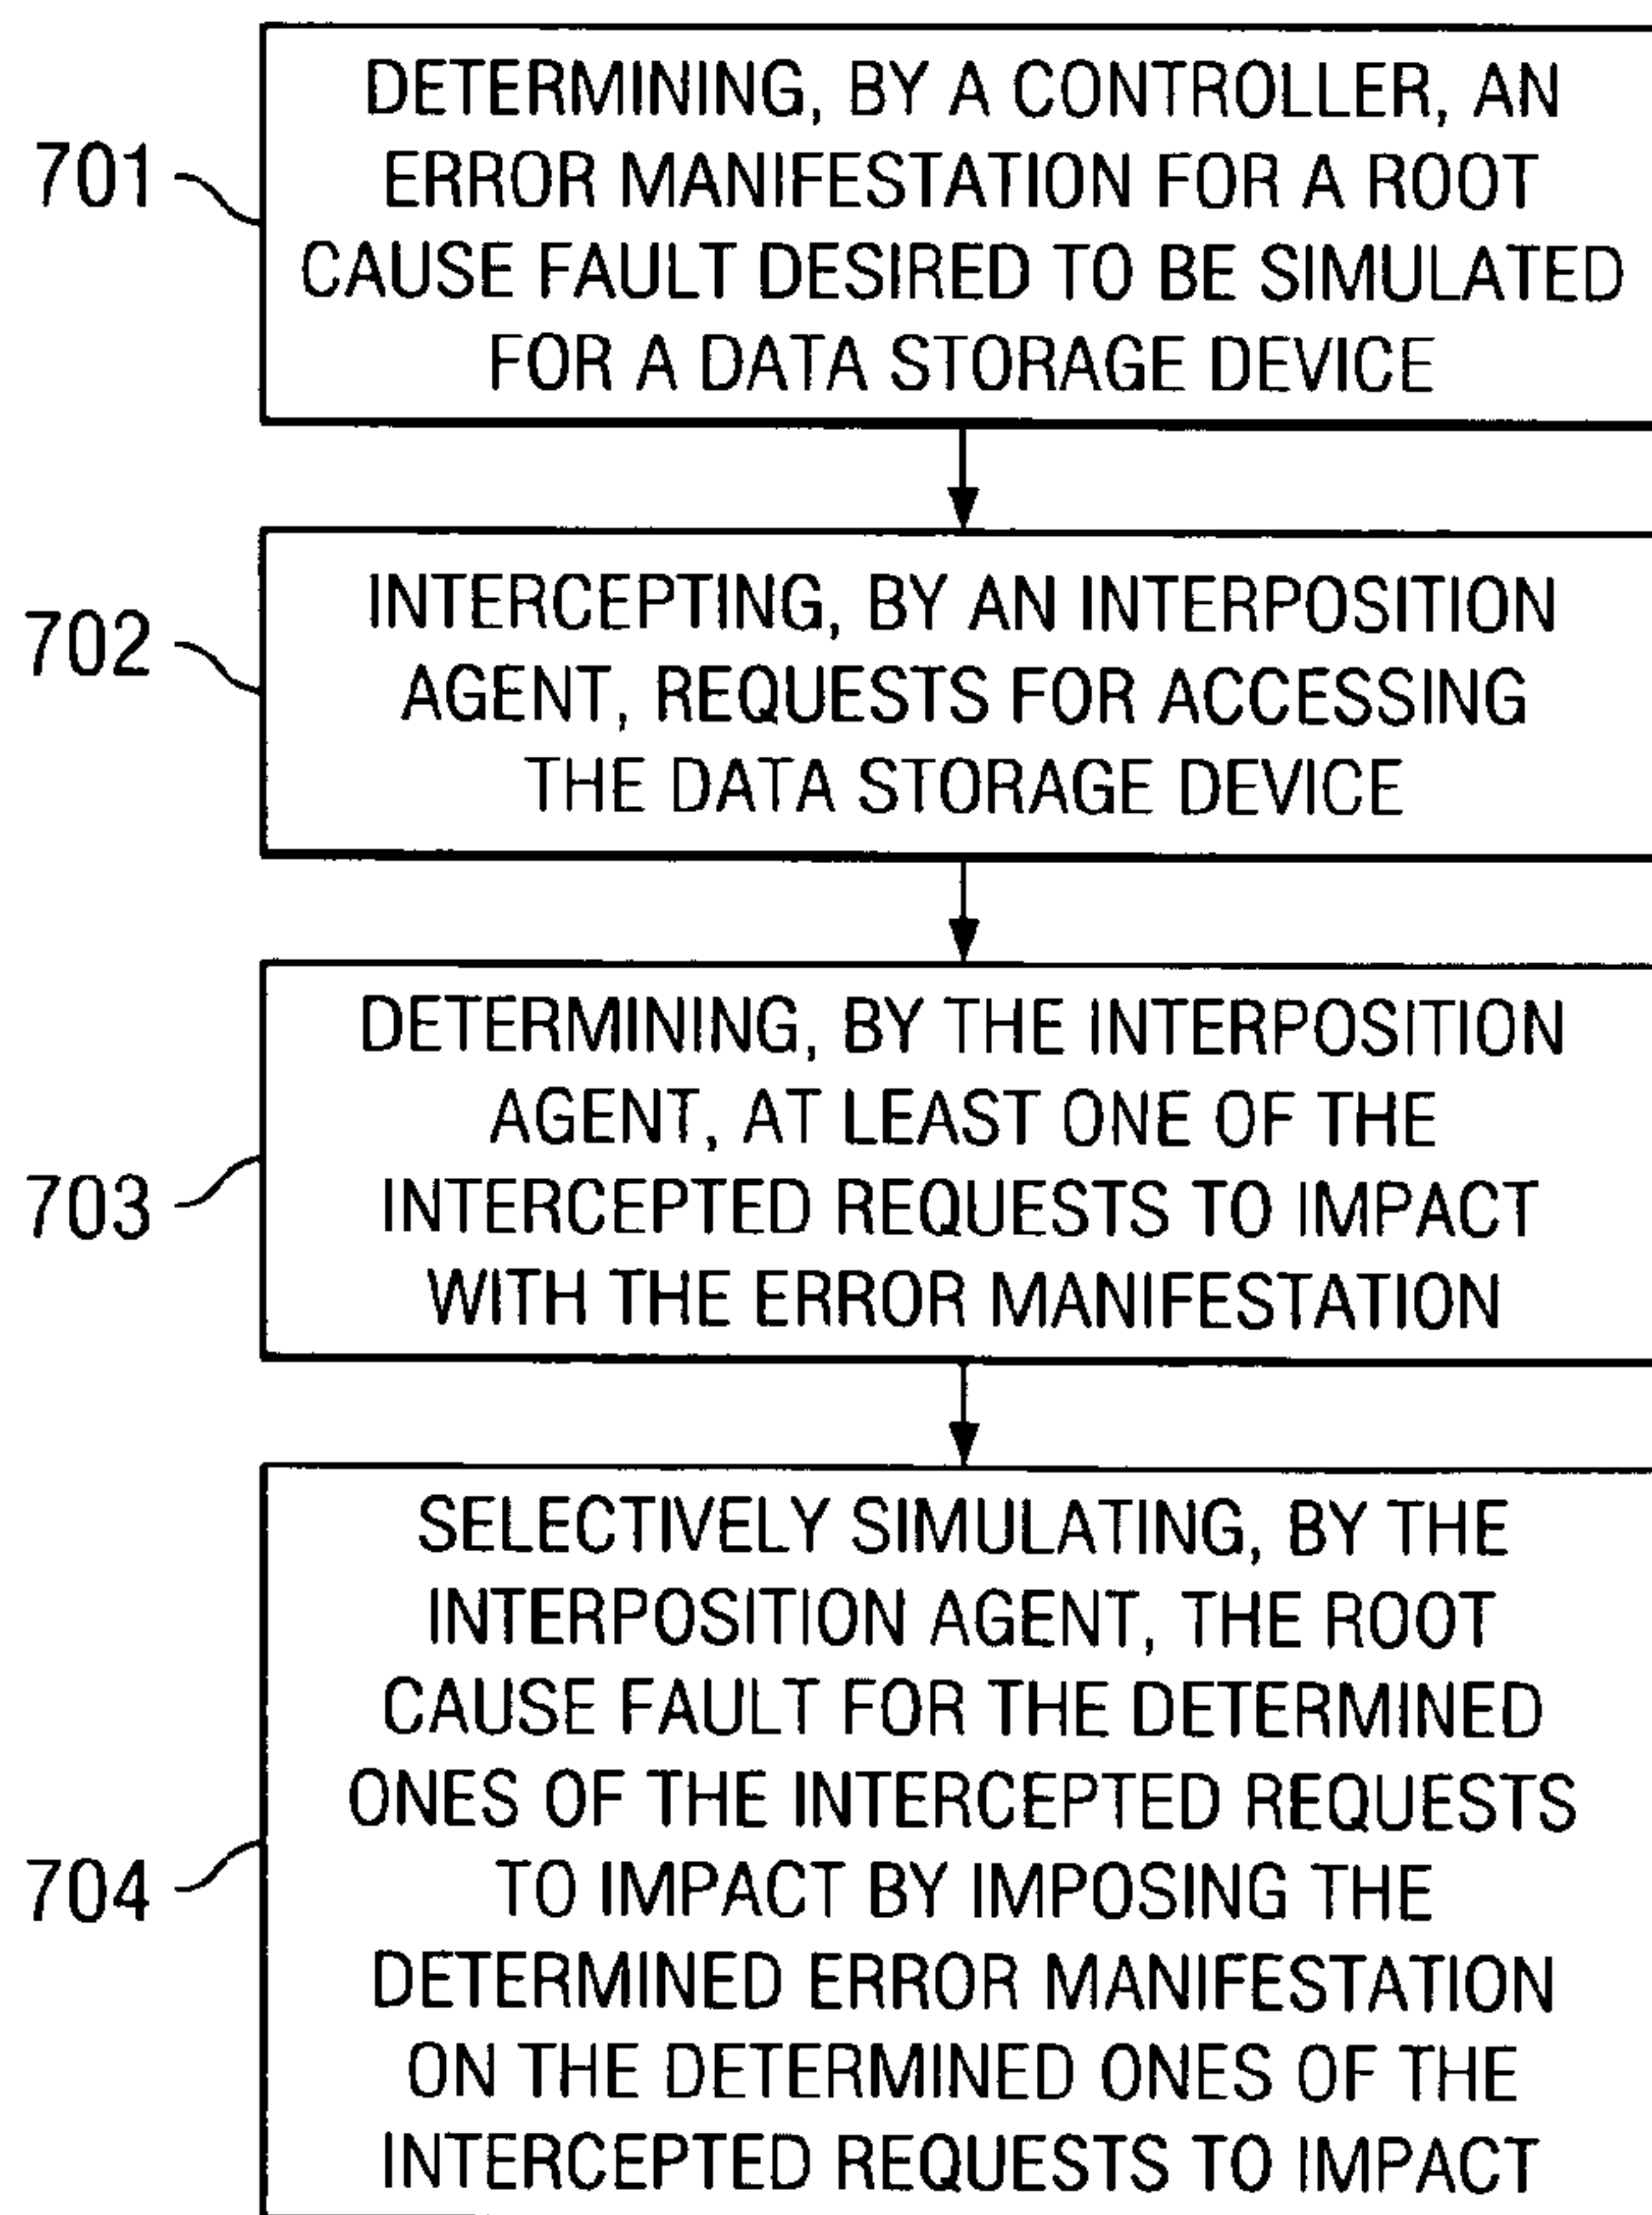 701
DETERMINING, BY A CONTROLLER, AN
ERROR MANIFESTATION FOR A ROOT
CAUSE FAULT DESIRED TO BE SIMULATED
FOR A DATA STORAGE DEVICE
702
INTERCEPTING, BY AN INTERPOSITION
AGENT, REQUESTS FOR ACCESSING
THE DATA STORAGE DEVICE
703
DETERMINING, BY THE INTERPOSITION
AGENT, AT LEAST ONE OF THE
INTERCEPTED REQUESTS TO IMPACT
WITH THE ERROR MANIFESTATION
704
SELECTIVELY SIMULATING, BY THE
INTERPOSITION AGENT, THE ROOT
CAUSE FAULT FOR THE DETERMINED
ONES OF THE INTERCEPTED REQUESTS
TO IMPACT BY IMPOSING THE
DETERMINED ERROR MANIFESTATION
ON THE DETERMINED ONES OF THE
INTERCEPTED REQUESTS TO IMPACT